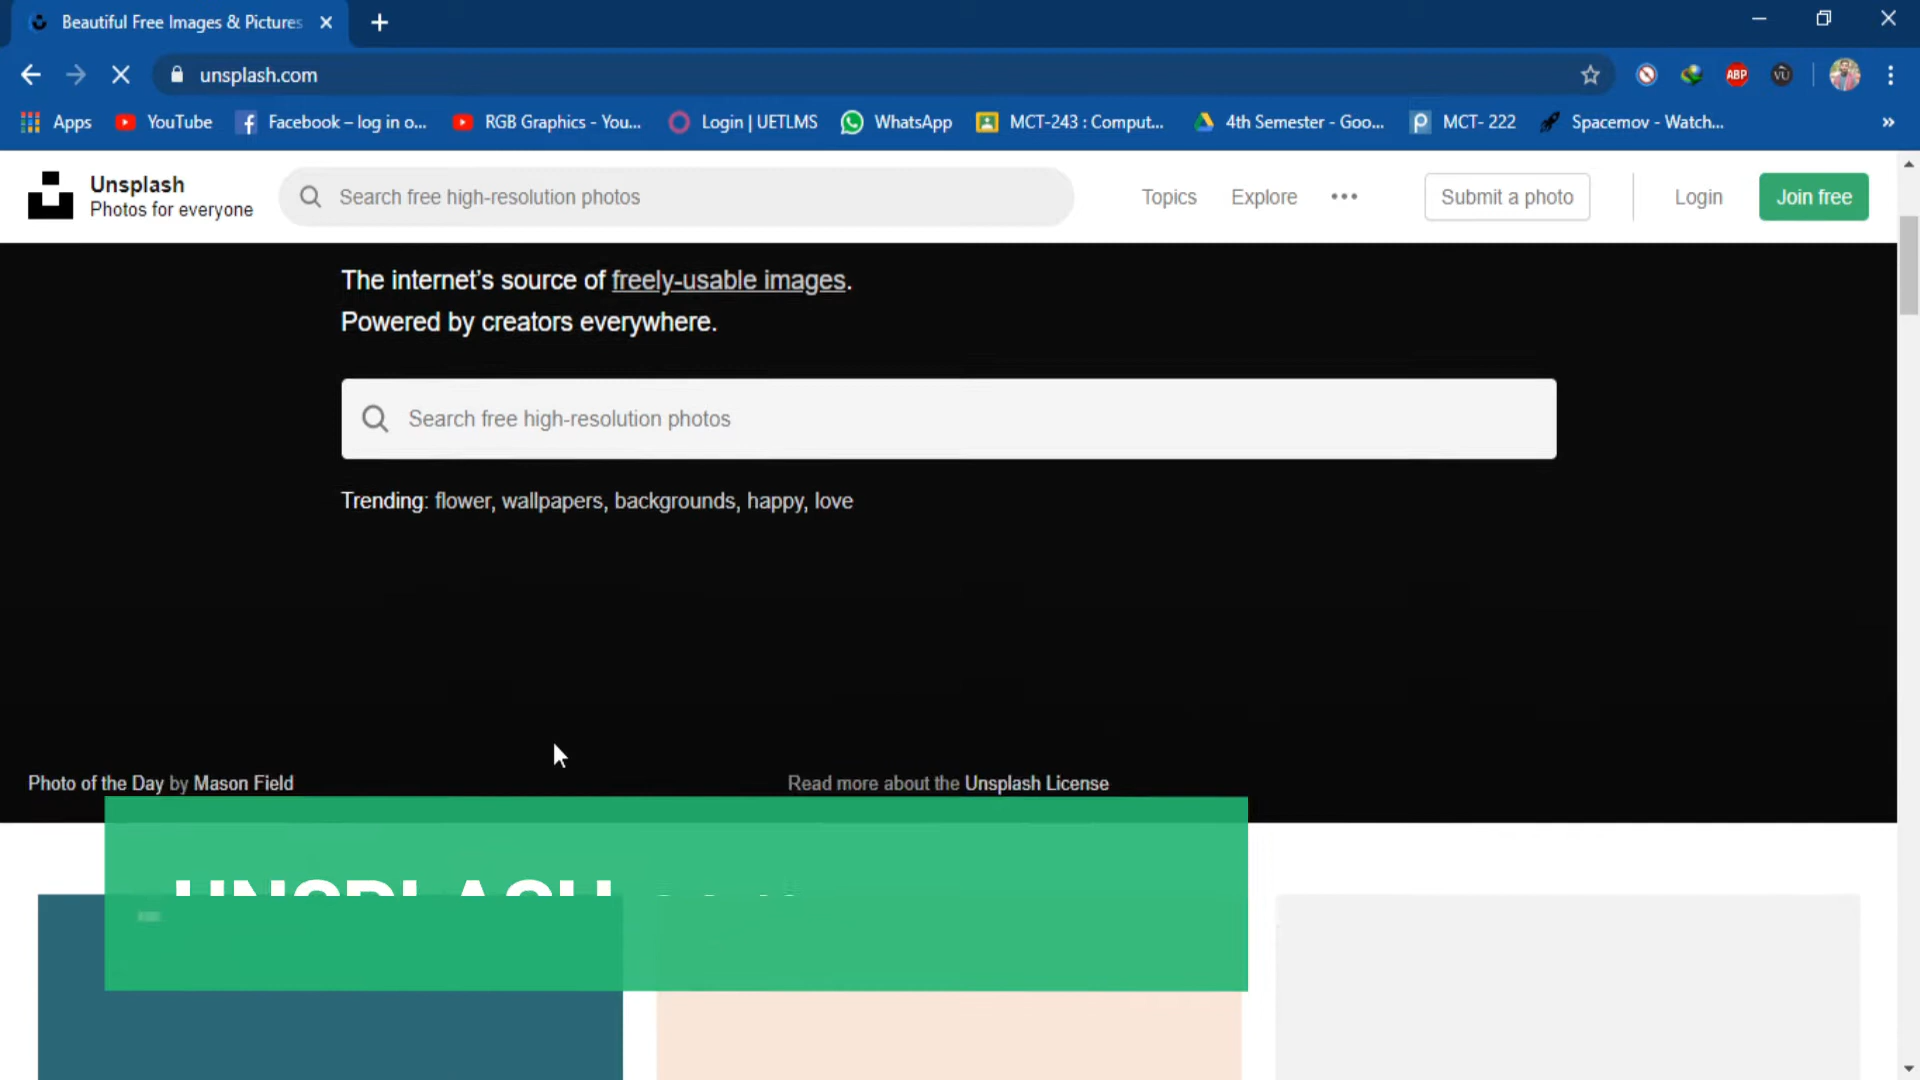 Beautiful Free Images & Pictures
unsplash.com
ABP
Apps
YouTube
Facebook – log in o...
RGB Graphics - You...
Login | UETLMS
WhatsApp
MCT-243 : Comput...
4th Semester - Goo...
MCT- 222
Spacemov - Watch...
Unsplash
Photos for everyone
Search free high-resolution photos
Topics
Explore
Submit a photo
Login
Join free
The internet's source of freely-usable images.
Powered by creators everywhere.
Search free high-resolution photos
Trending: flower, wallpapers, backgrounds, happy, love
Photo of the Day by Mason Field
Read more about the Unsplash License
UNSPLASH